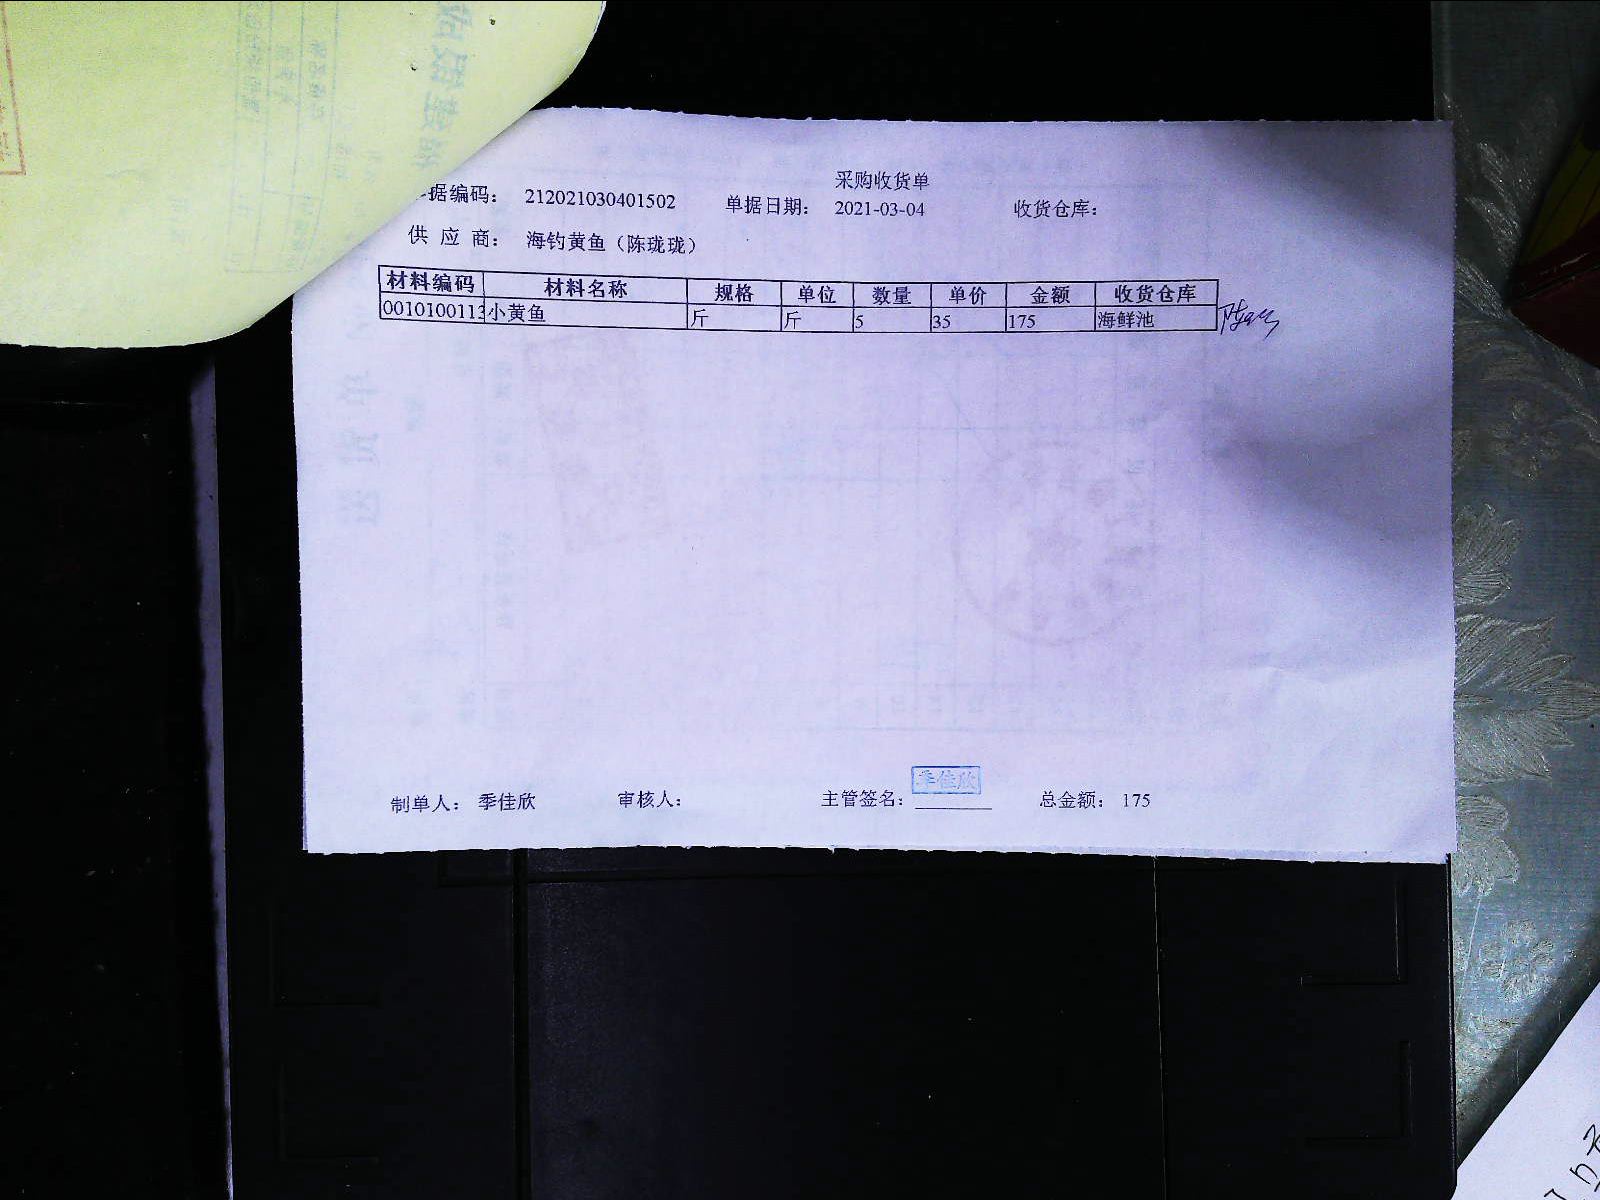 采购收货单
据编码： 212021030401502 单据日期： 2021-03-04 收货仓库：
供 应 商： 海钓黄鱼（陈珑珑）
材料编码 材料名称 规格 单位 数量 单价 金额 收货仓库
0010100113 小黄鱼 斤 斤 5 35 175 海鲜池
季佳欣
制单人： 季佳欣 审核人： 主管签名： 总金额： 175